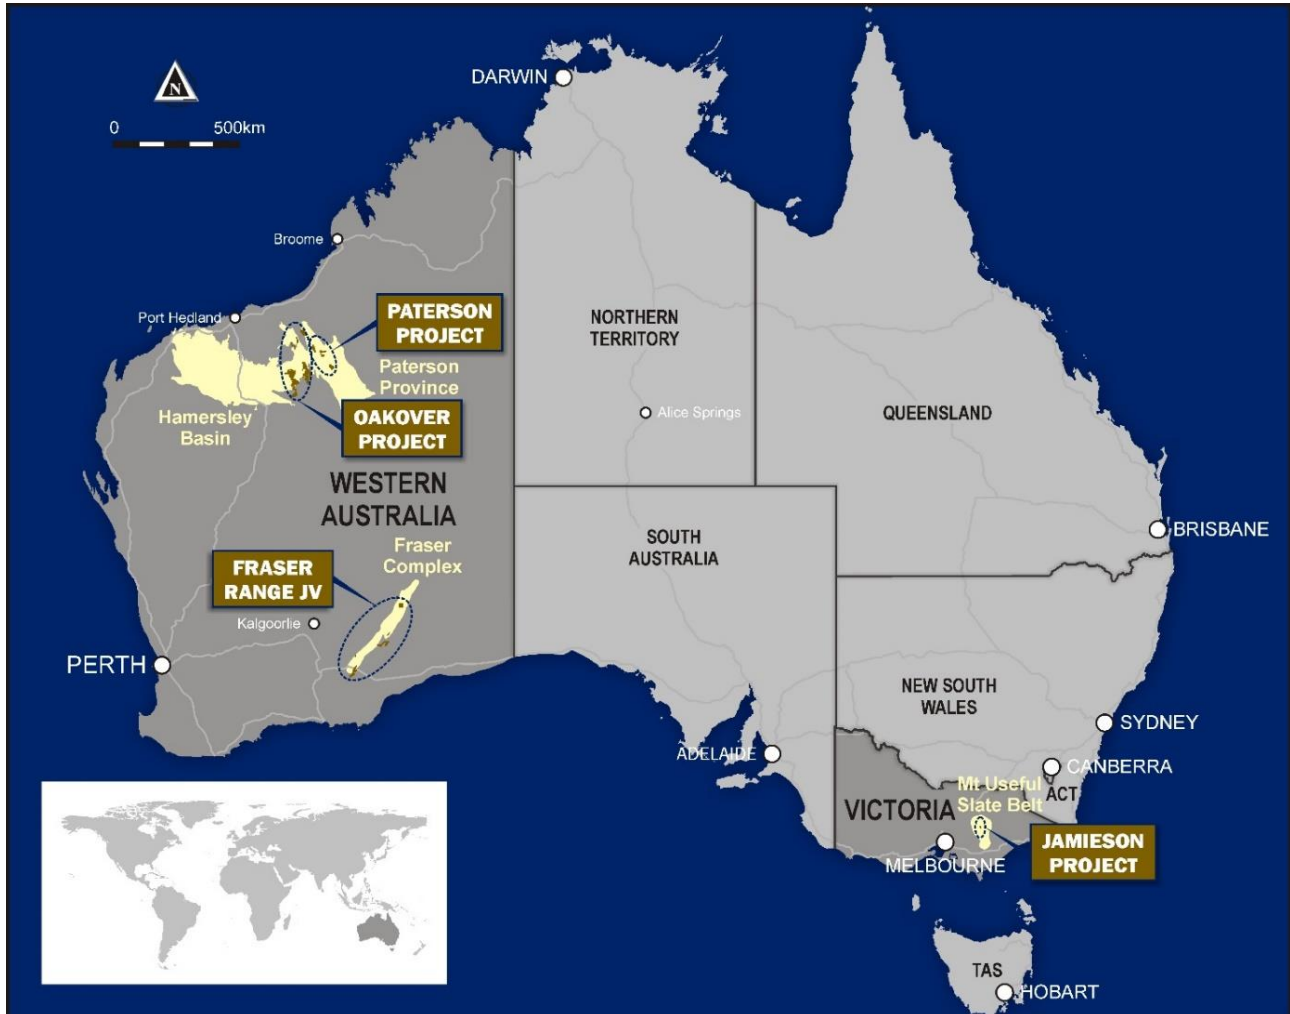 DARWIN
N
0 500km
Broome
Port Hedland
PATERSON
PROJECT
NORTHERN
TERRITORY
Paterson
Province
Hamersley
Basin
OAKOVER
PROJECT
Alice Springs
QUEENSLAND
WESTERN
AUSTRALIA
SOUTH
AUSTRALIA
BRISBANE
Fraser
Complex
FRASER
RANGE JV
Kalgoorlie
PERTH
NEW SOUTH
WALES
SYDNEY
ADELAIDE
CANBERRA
ACT
Mt Useful
Slate Belt
VICTORIA
JAMIESON
PROJECT
MELBOURNE
TAS
HOBART